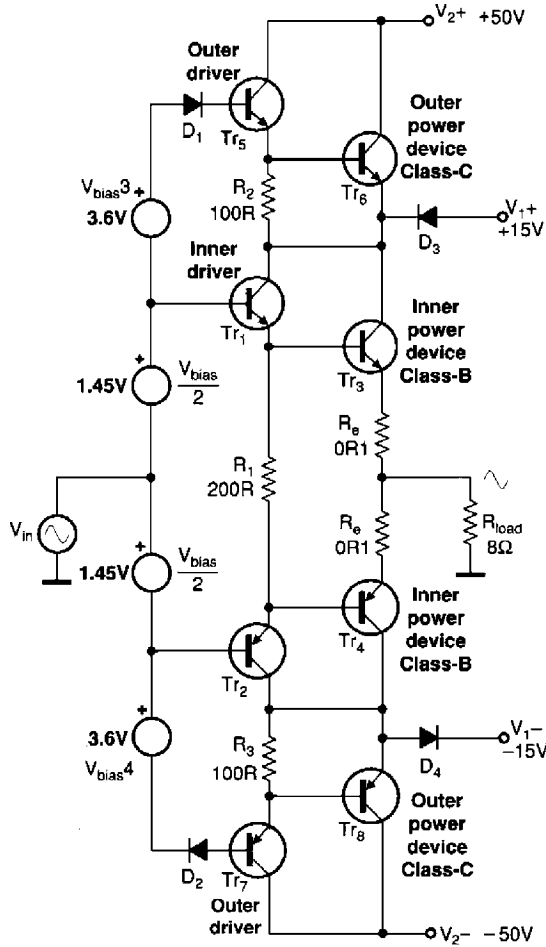 V2+ +50V
Outer
driver
D1
Tr5
Outer
power
device
Class-C
Tr6
Vbias3
+
3.6V
R2
100R
V1+
+15V
D3
Inner
driver
Tr1
Inner
power
device
Class-B
Tr3
+
1.45V
Vbias
2
Re
0R1
R1
200R
Vin
+
Re
0R1
Rload
8Ω
+
1.45V
Vbias
2
Inner
power
device
Class-B
Tr4
Tr2
+
3.6V
Vbias4
R3
100R
V1-
-15V
D4
Tr8
Outer
power
device
Class-C
D2
Tr7
Outer driver
V2- -50V